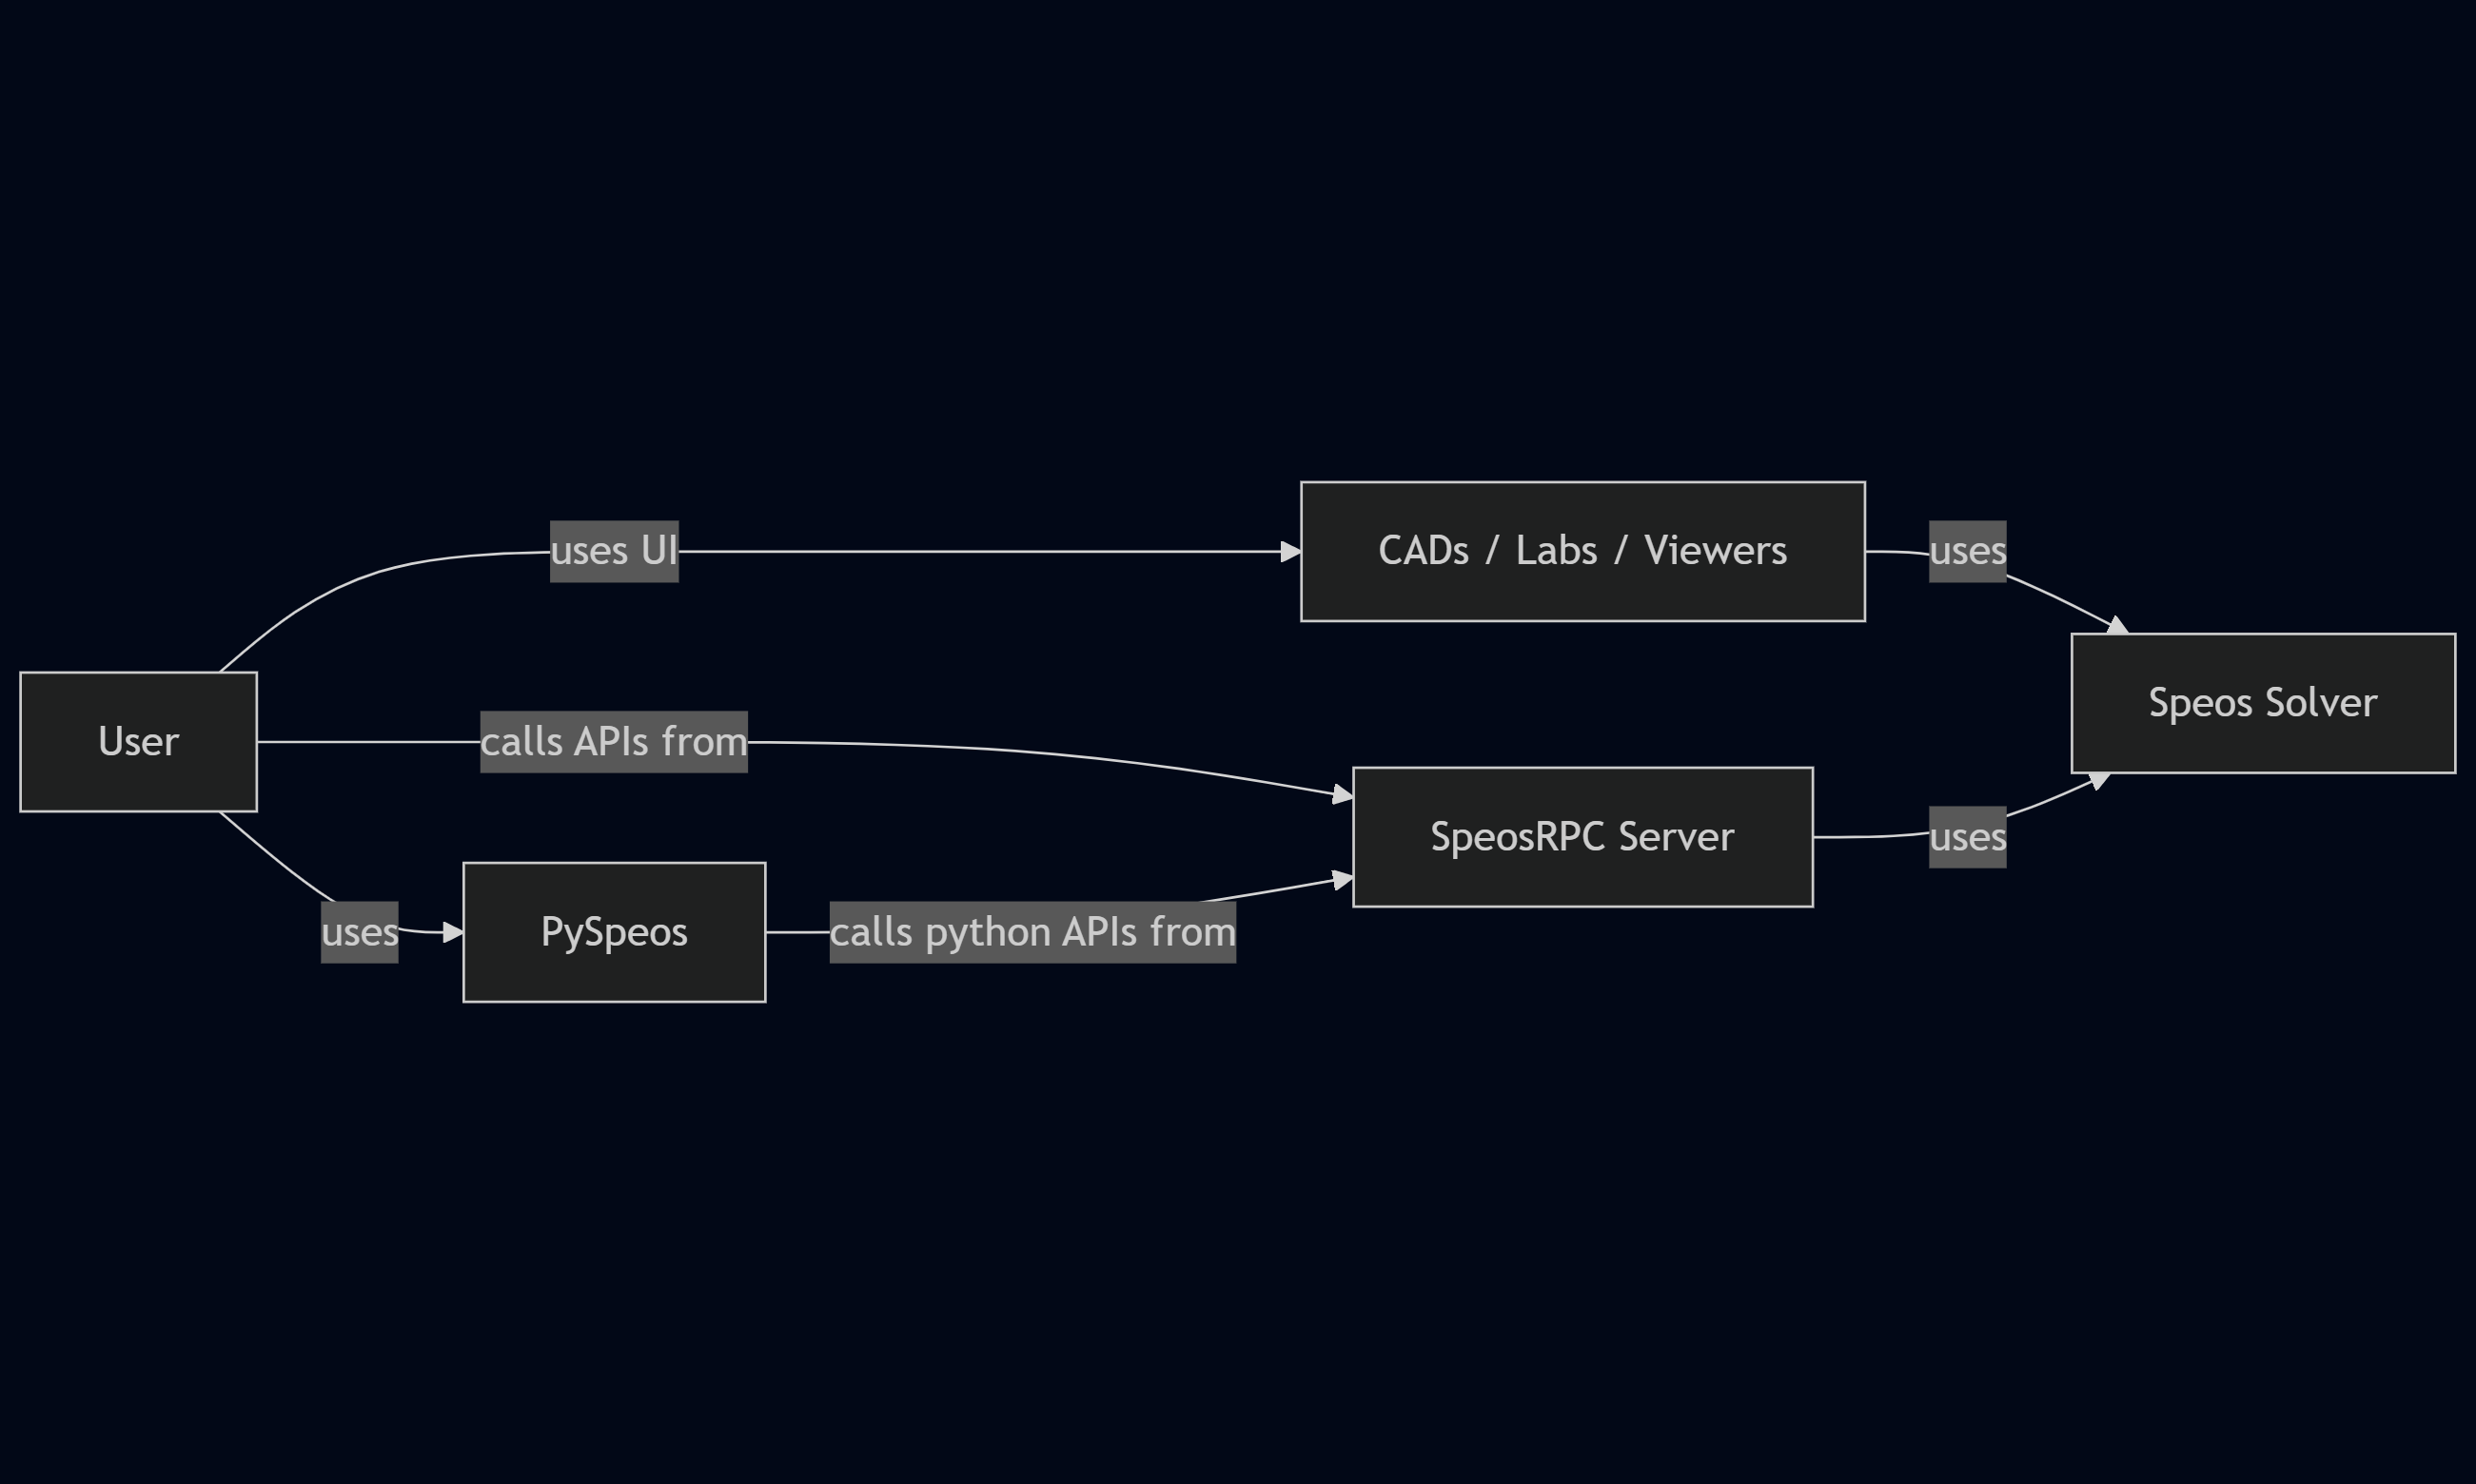 uses UI
CADs / Labs / Viewers
uses
Speos Solver
User
calls APIs from
SpeosRPC Server
uses
uses
PySpeos
calls python APIs from